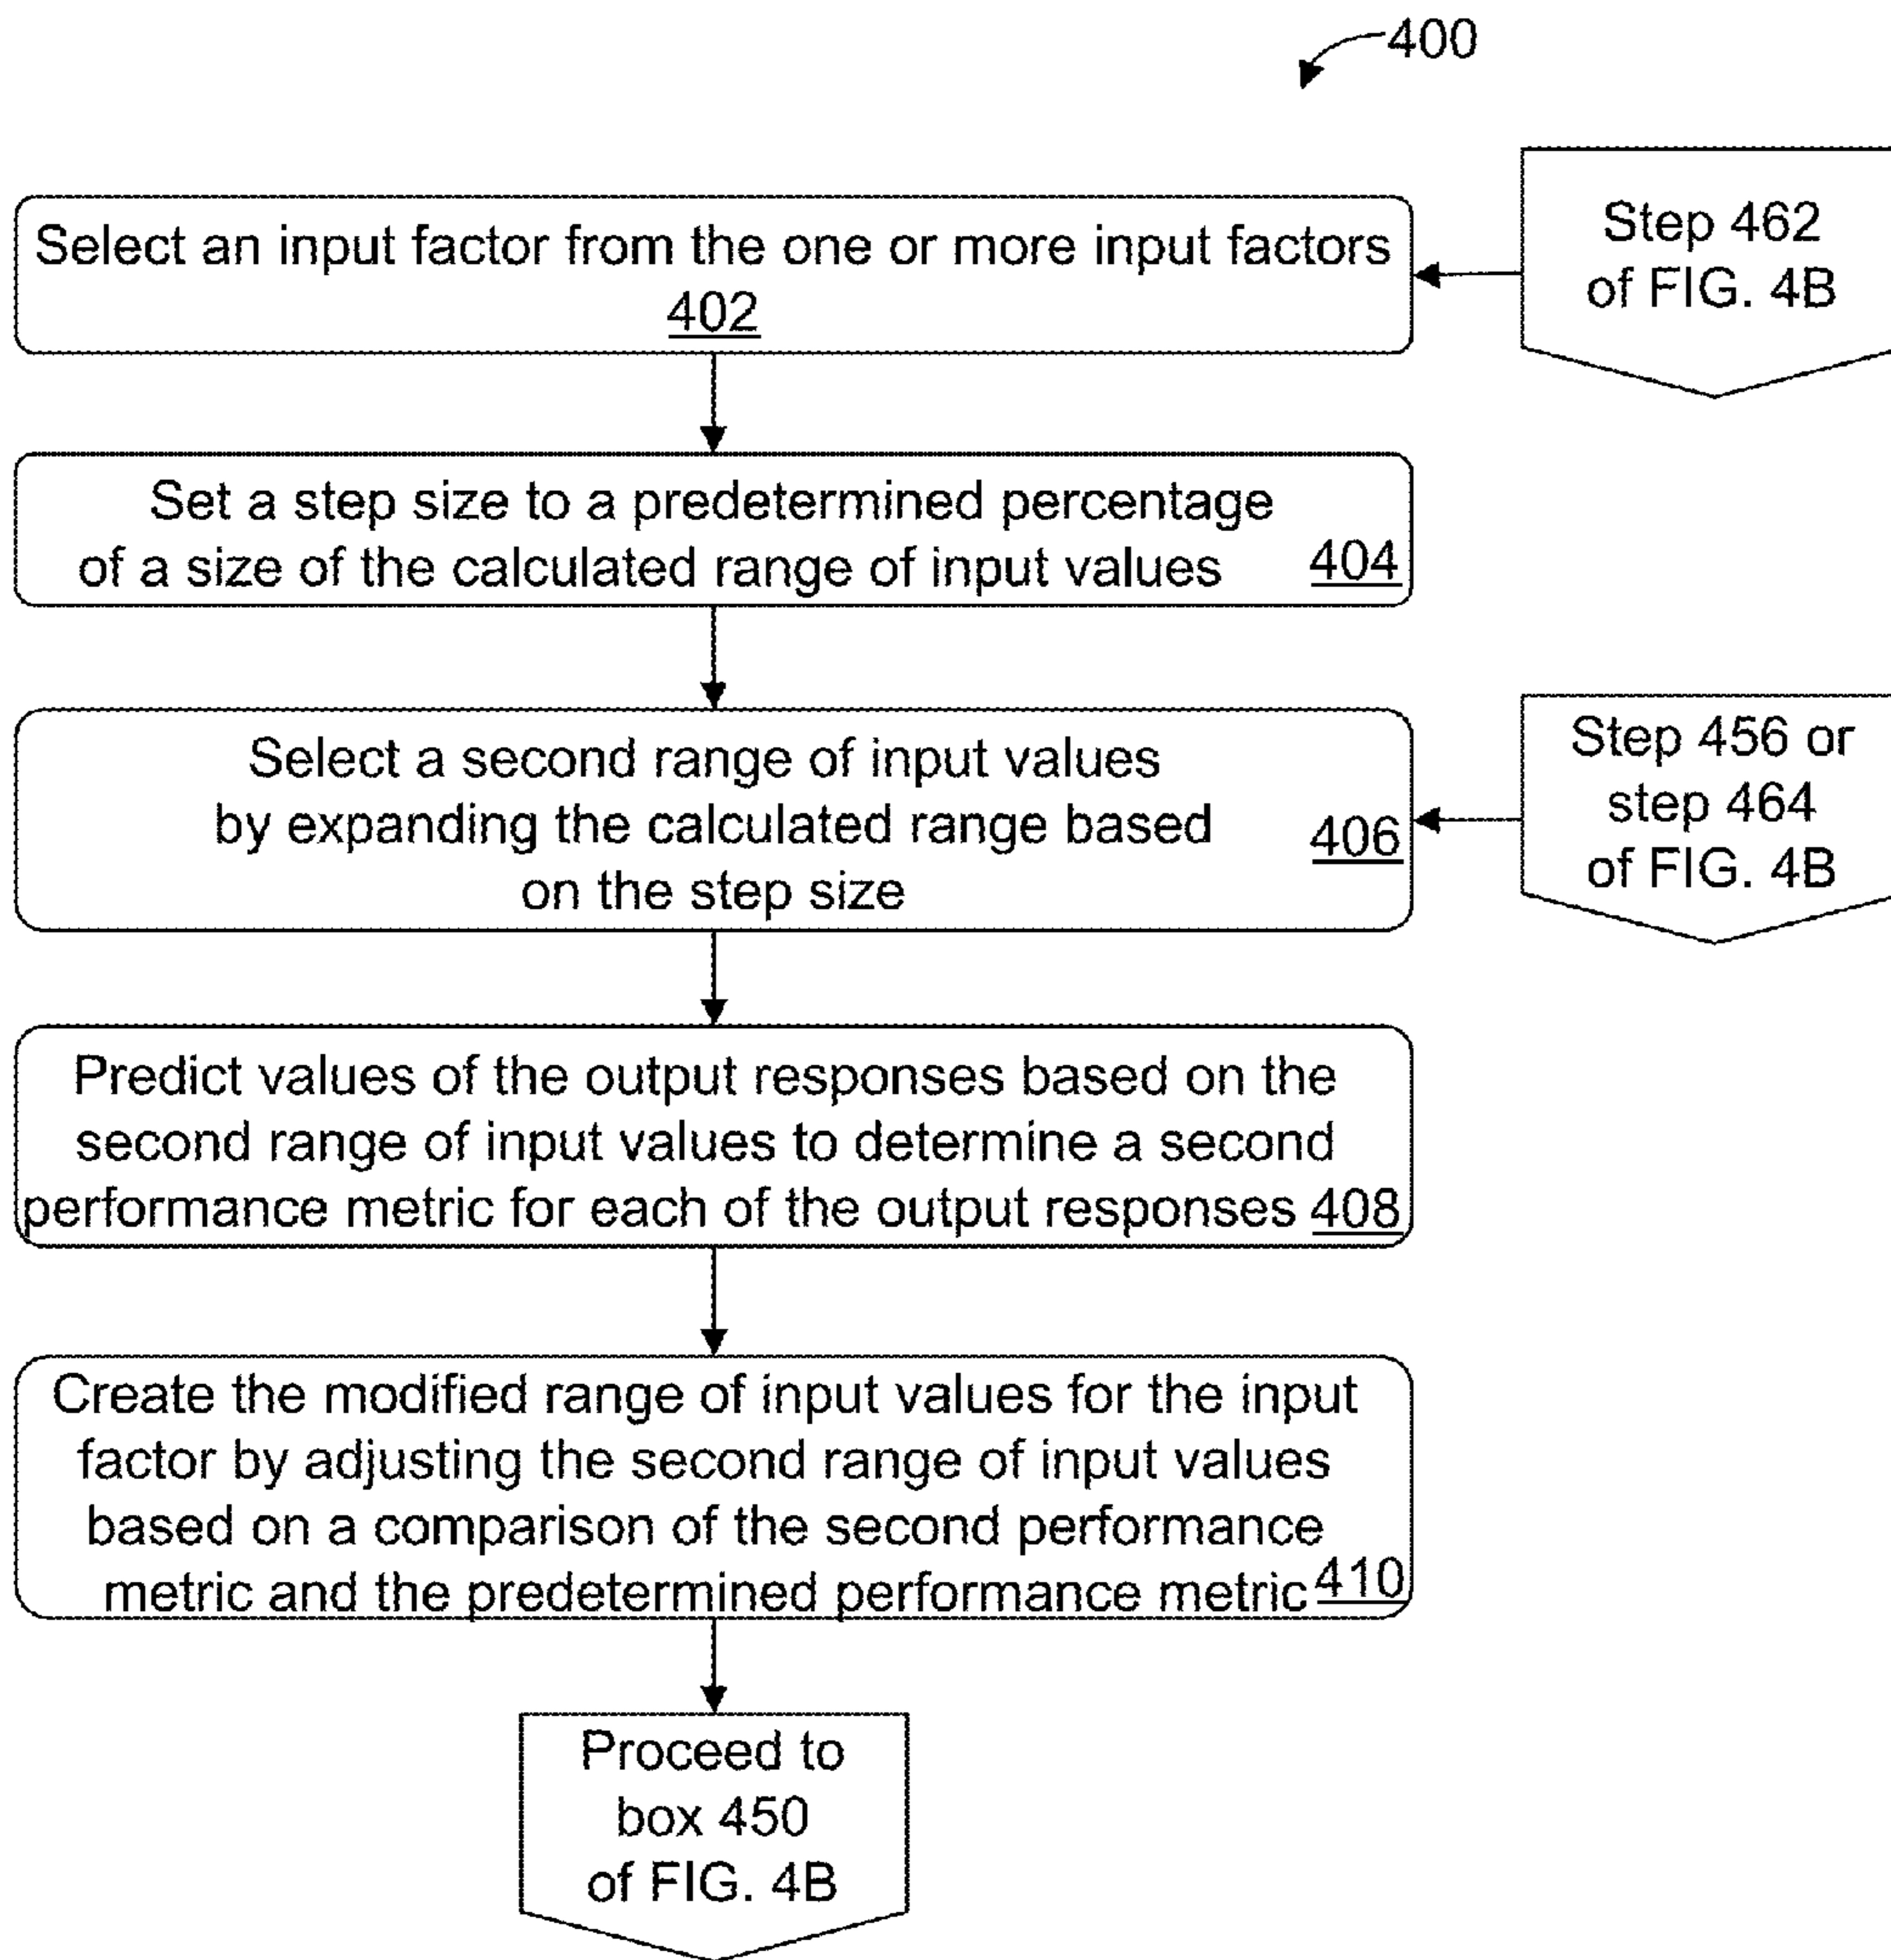 400
Select an input factor from the one or more input factors
402
Step 462
of FIG. 4B
Set a step size to a predetermined percentage
of a size of the calculated range of input values 404
Select a second range of input values
by expanding the calculated range based
on the step size
406
Step 456 or
step 464
of FIG. 4B
Predict values of the output responses based on the
second range of input values to determine a second
performance metric for each of the output responses 408
Create the modified range of input values for the input
factor by adjusting the second range of input values
based on a comparison of the second performance
metric and the predetermined performance metric 410
Proceed to
box 450
of FIG. 4B